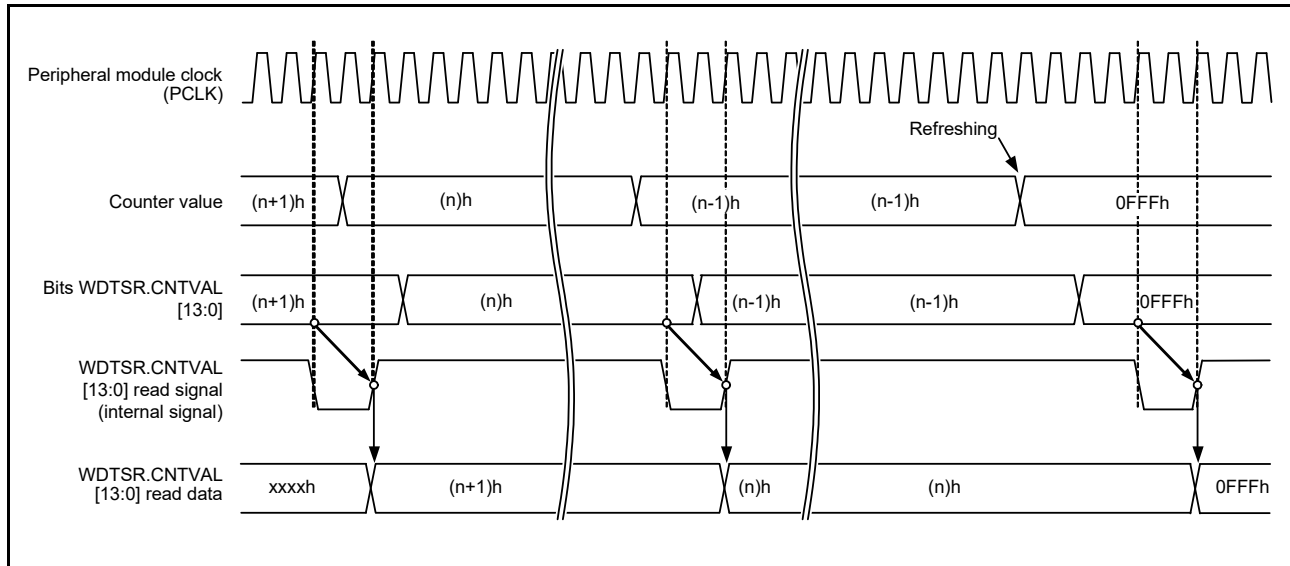 Peripheral module clock
(PCLK)
Refreshing
Counter value
(n+1)h
(n)h
(n-1)h
(n-1)h
0FFFh
Bits WDTSR.CNTVAL
[13:0]
(n+1)h
(n)h
(n-1)h
(n-1)h
0FFFh
WDTSR.CNTVAL
[13:0] read signal
(internal signal)
WDTSR.CNTVAL
[13:0] read data
xxxxh
(n+1)h
(n)h
(n)h
0FFFh